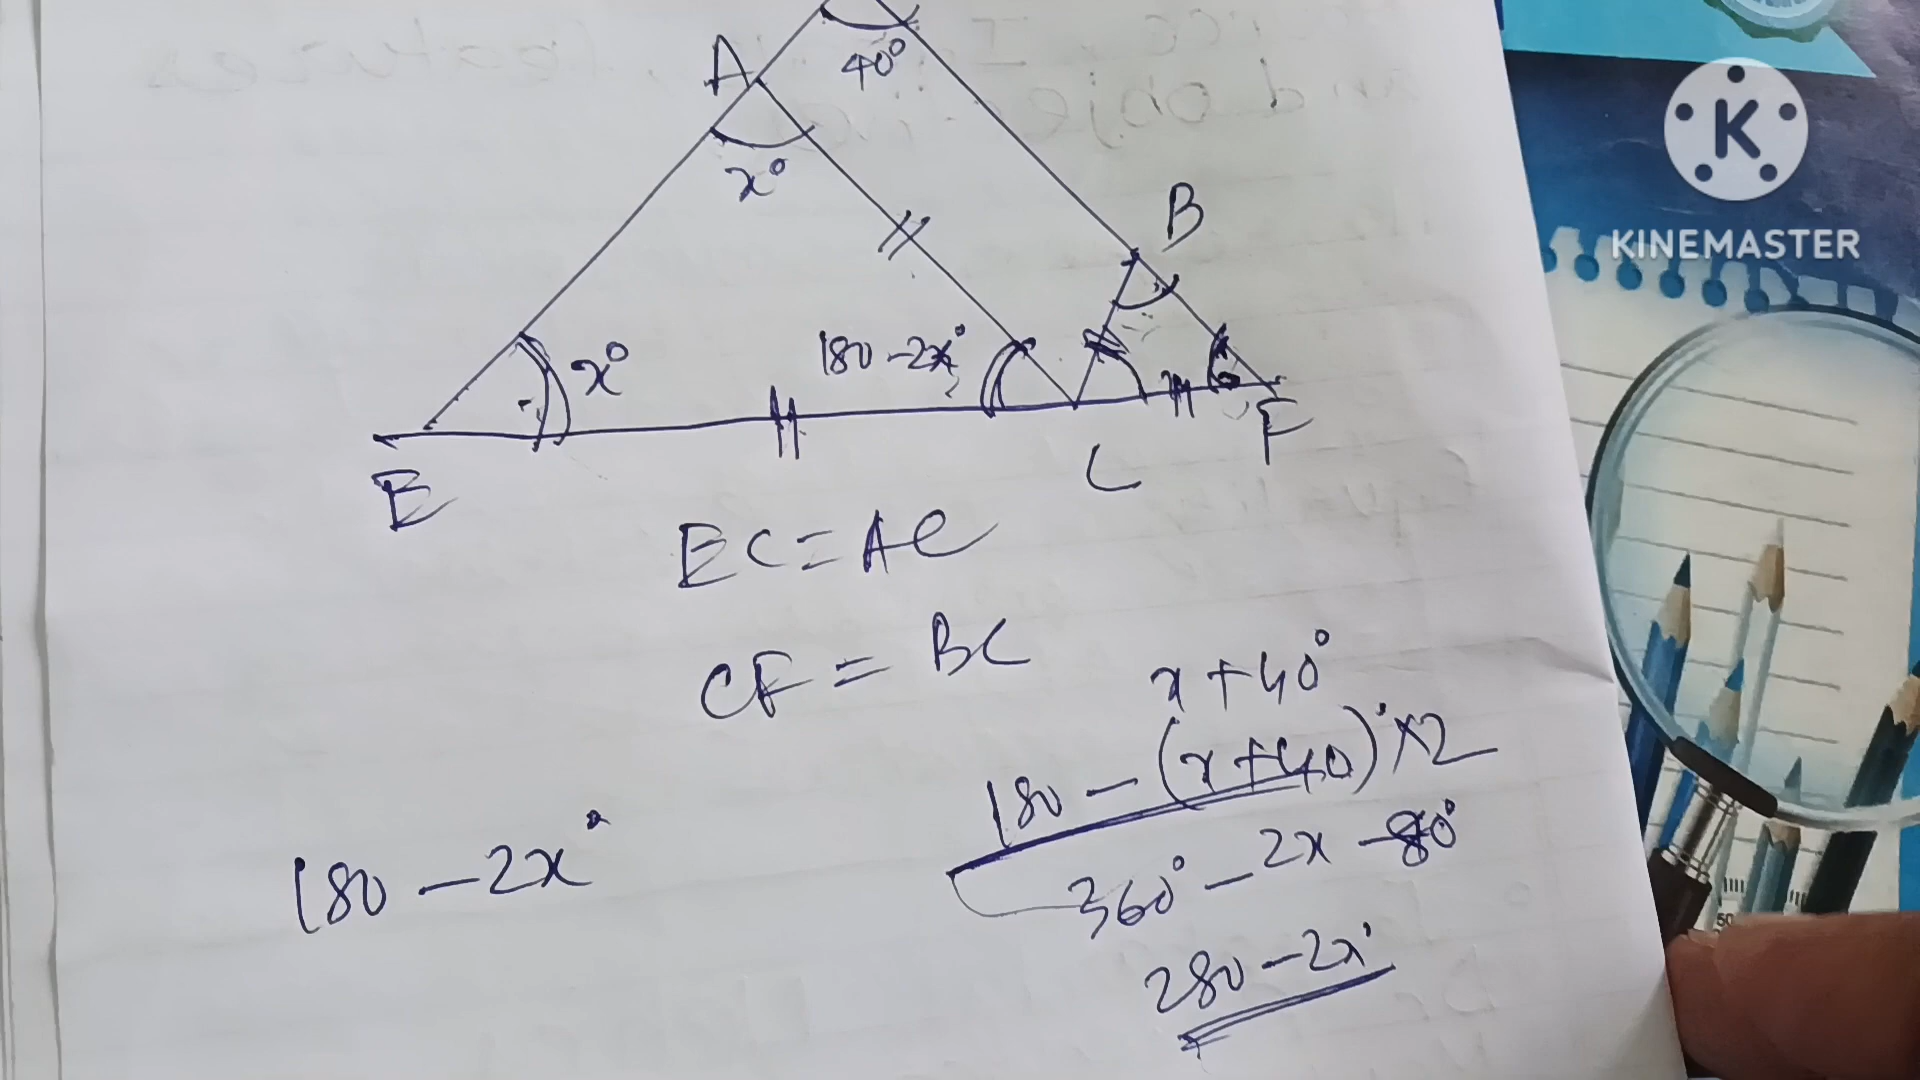 40°
A
x°
B
x°
180-2x°
E
C
F
EC=AC
CF = BC
x+40°
180-(x+40)°×2
360°-2x-80°
280-2x°
180-2x°
K
KINEMASTER
50